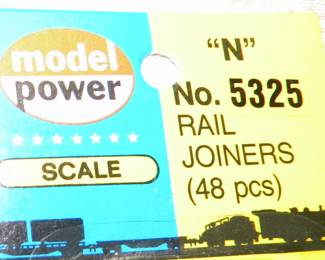 model
power
SCALE
"N"
No. 5325
RAIL
JOINERS
(48 pcs)